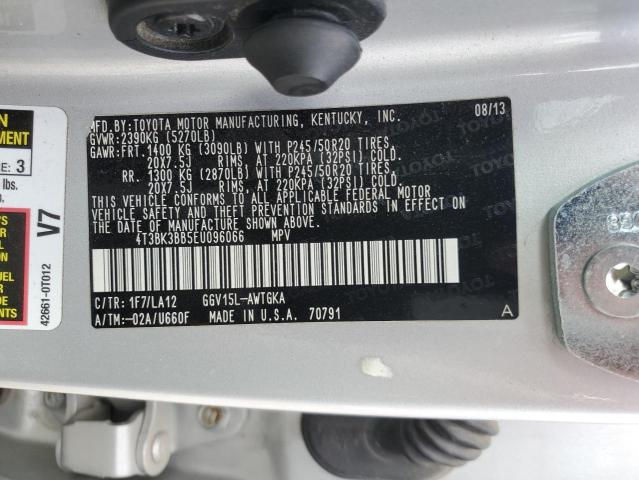 MFD.BY:TOYOTA MOTOR MANUFACTURING, KENTUCKY, INC. 08/13
GVWR:2390KG (5270LB)
GAWR:FRT. 1400 KG (3090LB) WITH P245/50R20 TIRES,
20X7.5J RIMS, AT 220KPA (32PSI) COLD.
RR. 1300 KG (2870LB) WITH P245/50R20 TIRES,
20X7.5J RIMS, AT 220KPA (32PSI) COLD.
THIS VEHICLE CONFORMS TO ALL APPLICABLE FEDERAL MOTOR
VEHICLE SAFETY AND THEFT PREVENTION STANDARDS IN EFFECT ON
THE DATE OF MANUFACTURE SHOWN ABOVE.
4T3BK3BB5EU096066 MPV
C/TR: 1F7/LA12 GGV15L-AWTGKA
A/TM:-02A/U660F MADE IN U.S.A. 70791 A
EMENT
: 3
lbs.
V7
42661-0T012